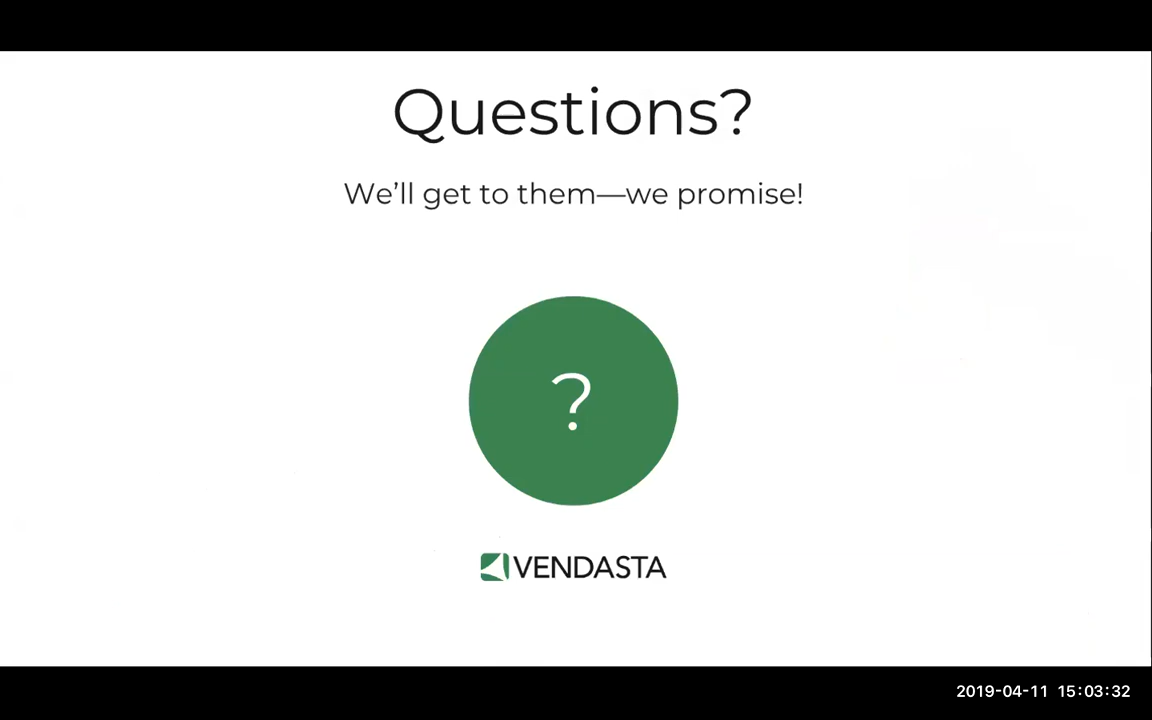 Questions?
We’ll get to them—we promise!
?
VENDASTA
2019-04-11 15:03:32